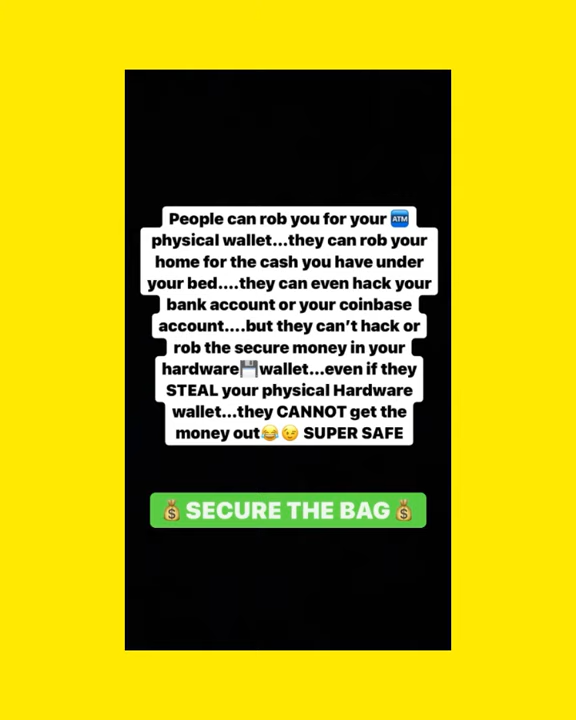 People can rob you for your 🏧
physical wallet...they can rob your
home for the cash you have under
your bed....they can even hack your
bank account or your coinbase
account....but they can't hack or
rob the secure money in your
hardware💾wallet...even if they
STEAL your physical Hardware
wallet...they CANNOT get the
money out😂😉 SUPER SAFE
💰SECURE THE BAG💰